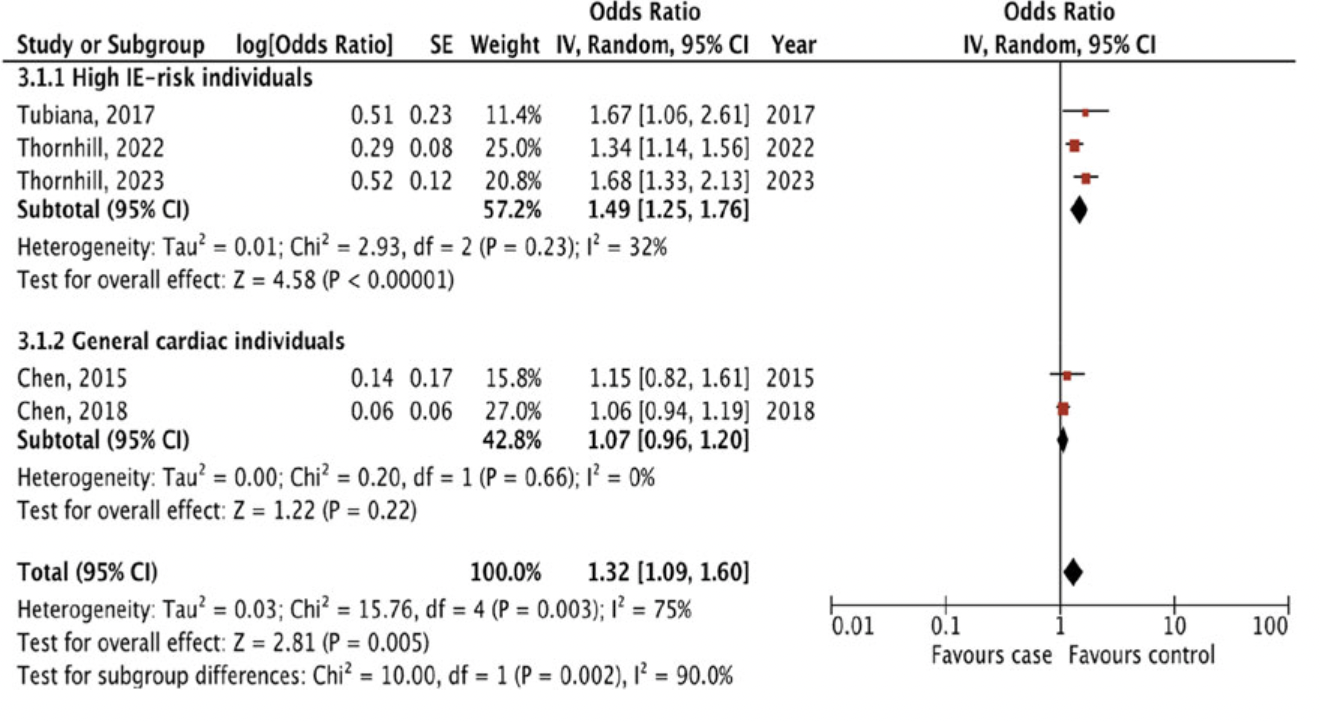 Odds Ratio Odds Ratio
Study or Subgroup log[Odds Ratio] SE Weight IV, Random, 95% CI Year IV, Random, 95% CI
3.1.1 High IE-risk individuals
Tubiana, 2017 0.51 0.23 11.4% 1.67 [1.06, 2.61] 2017
Thornhill, 2022 0.29 0.08 25.0% 1.34 [1.14, 1.56] 2022
Thornhill, 2023 0.52 0.12 20.8% 1.68 [1.33, 2.13] 2023
Subtotal (95% CI) 57.2% 1.49 [1.25, 1.76]
Heterogeneity: Tau² = 0.01; Chi² = 2.93, df = 2 (P = 0.23); I² = 32%
Test for overall effect: Z = 4.58 (P < 0.00001)
3.1.2 General cardiac individuals
Chen, 2015 0.14 0.17 15.8% 1.15 [0.82, 1.61] 2015
Chen, 2018 0.06 0.06 27.0% 1.06 [0.94, 1.19] 2018
Subtotal (95% CI) 42.8% 1.07 [0.96, 1.20]
Heterogeneity: Tau² = 0.00; Chi² = 0.20, df = 1 (P = 0.66); I² = 0%
Test for overall effect: Z = 1.22 (P = 0.22)
Total (95% CI) 100.0% 1.32 [1.09, 1.60]
Heterogeneity: Tau² = 0.03; Chi² = 15.76, df = 4 (P = 0.003); I² = 75%
Test for overall effect: Z = 2.81 (P = 0.005)
Test for subgroup differences: Chi² = 10.00, df = 1 (P = 0.002), I² = 90.0%
0.01 0.1 1 10 100
Favours case Favours control